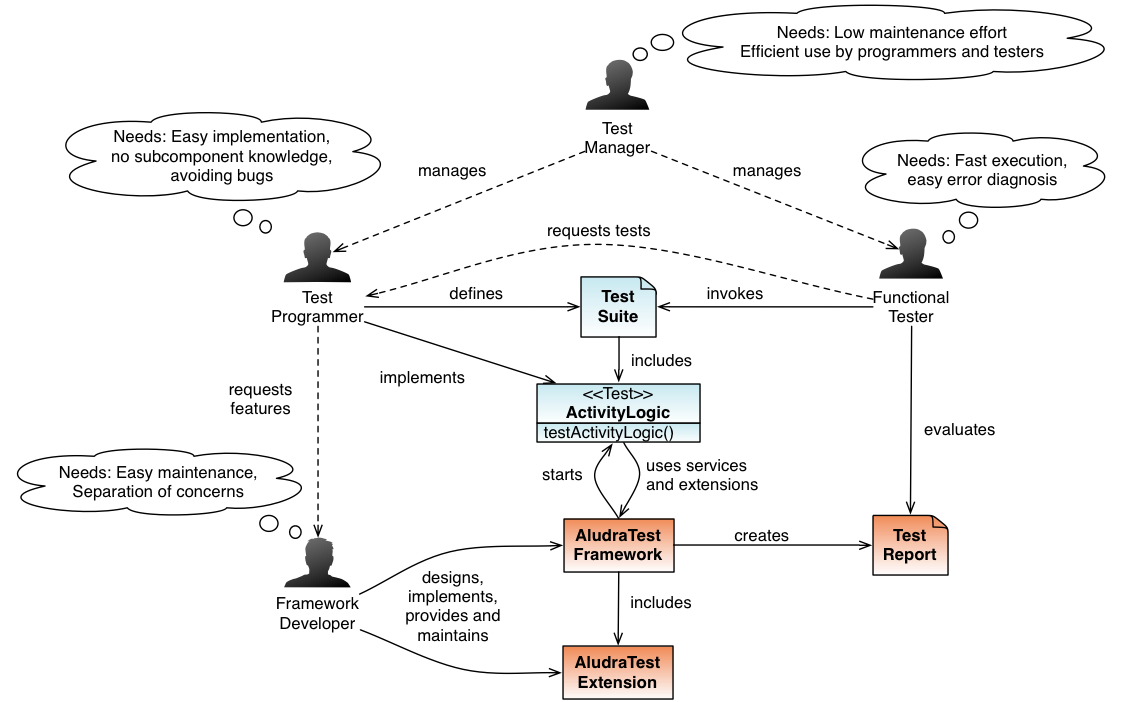 Needs: Low maintenance effort
Efficient use by programmers and testers
Test
Manager
Needs: Easy implementation,
no subcomponent knowledge,
avoiding bugs
manages
manages
Needs: Fast execution,
easy error diagnosis
requests tests
Test
Programmer
defines
Test
Suite
invokes
Functional
Tester
implements
includes
requests
features
<<Test>>
ActivityLogic
testActivityLogic()
evaluates
Needs: Easy maintenance,
Separation of concerns
starts
uses services
and extensions
AludraTest
Framework
creates
Test
Report
Framework
Developer
designs,
implements,
provides and
maintains
includes
AludraTest
Extension